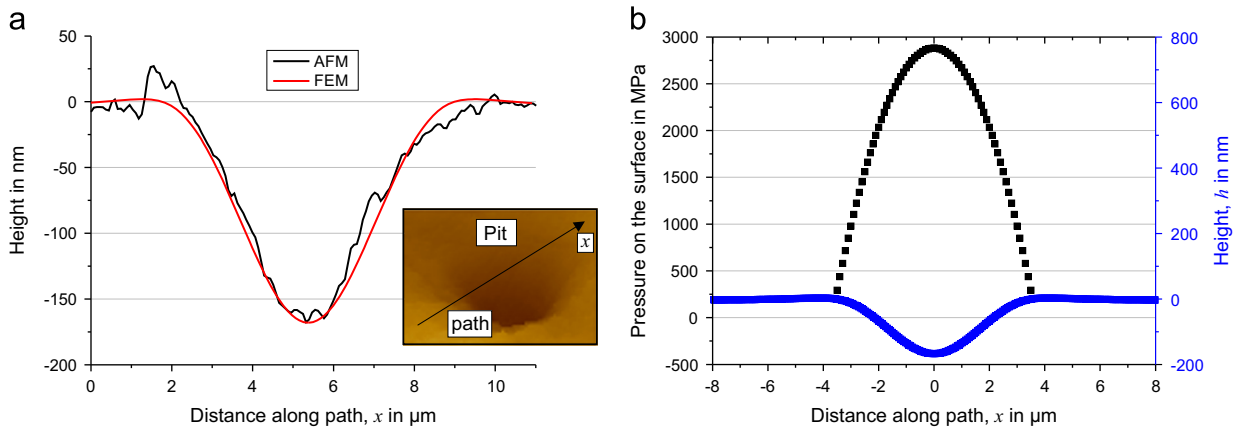 a
50
0
-50
-100
-150
-200
Height in nm
AFM
FEM
Pit
x
path
0 2 4 6 8 10
Distance along path, x in µm
b
3000
2500
2000
1500
1000
500
0
-500
Pressure on the surface in MPa
800
600
400
200
0
-200
Height, h in nm
-8 -6 -4 -2 0 2 4 6 8
Distance along path, x in µm